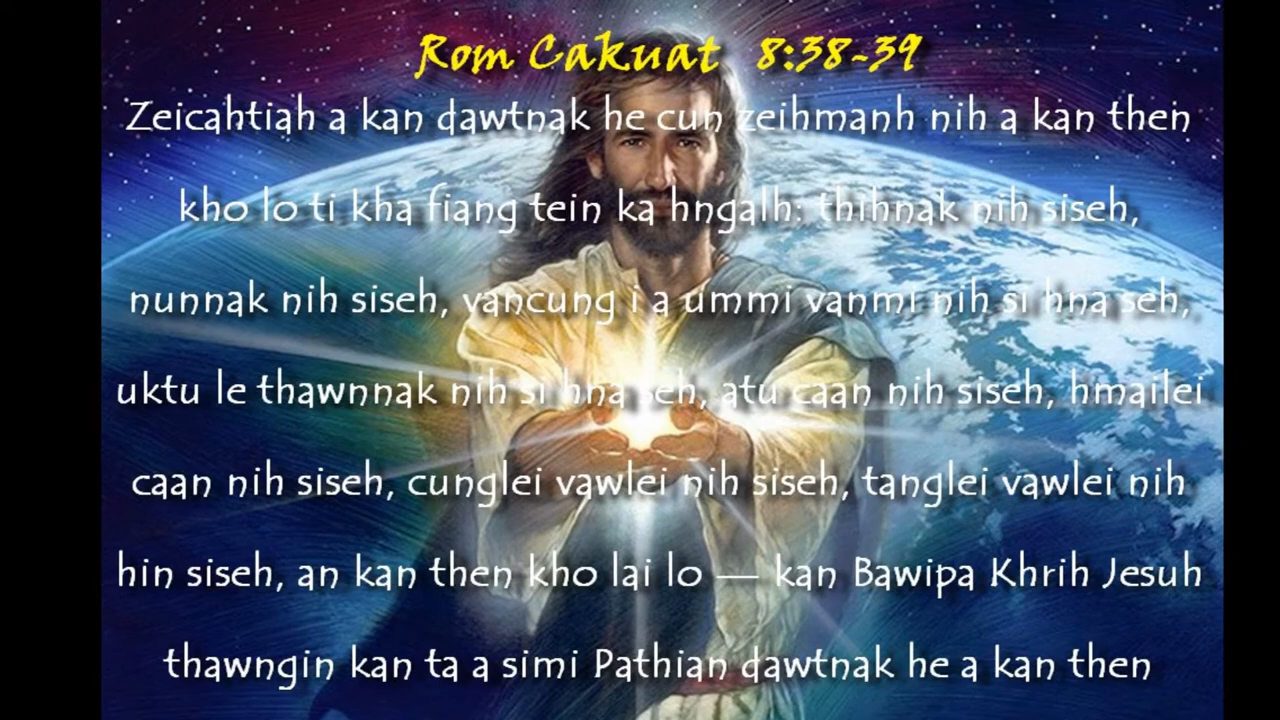 Rom Cakuat 8:38-39
Zeicahtiah a kan dawtnak he cun zeihmanh nih a kan then
kho lo ti kha fiang tein ka hngalh: thihnak nih siseh,
nunnak nih siseh, vancung i a ummi vanmi nih si hna seh,
uktu le thawnnak nih si hna seh, atu caan nih siseh, hmailei
caan nih siseh, cunglei vawlei nih siseh, tanglei vawlei nih
hin siseh, an kan then kho lai lo — kan Bawipa Khrih Jesuh
thawngin kan ta a simi Pathian dawtnak he a kan then